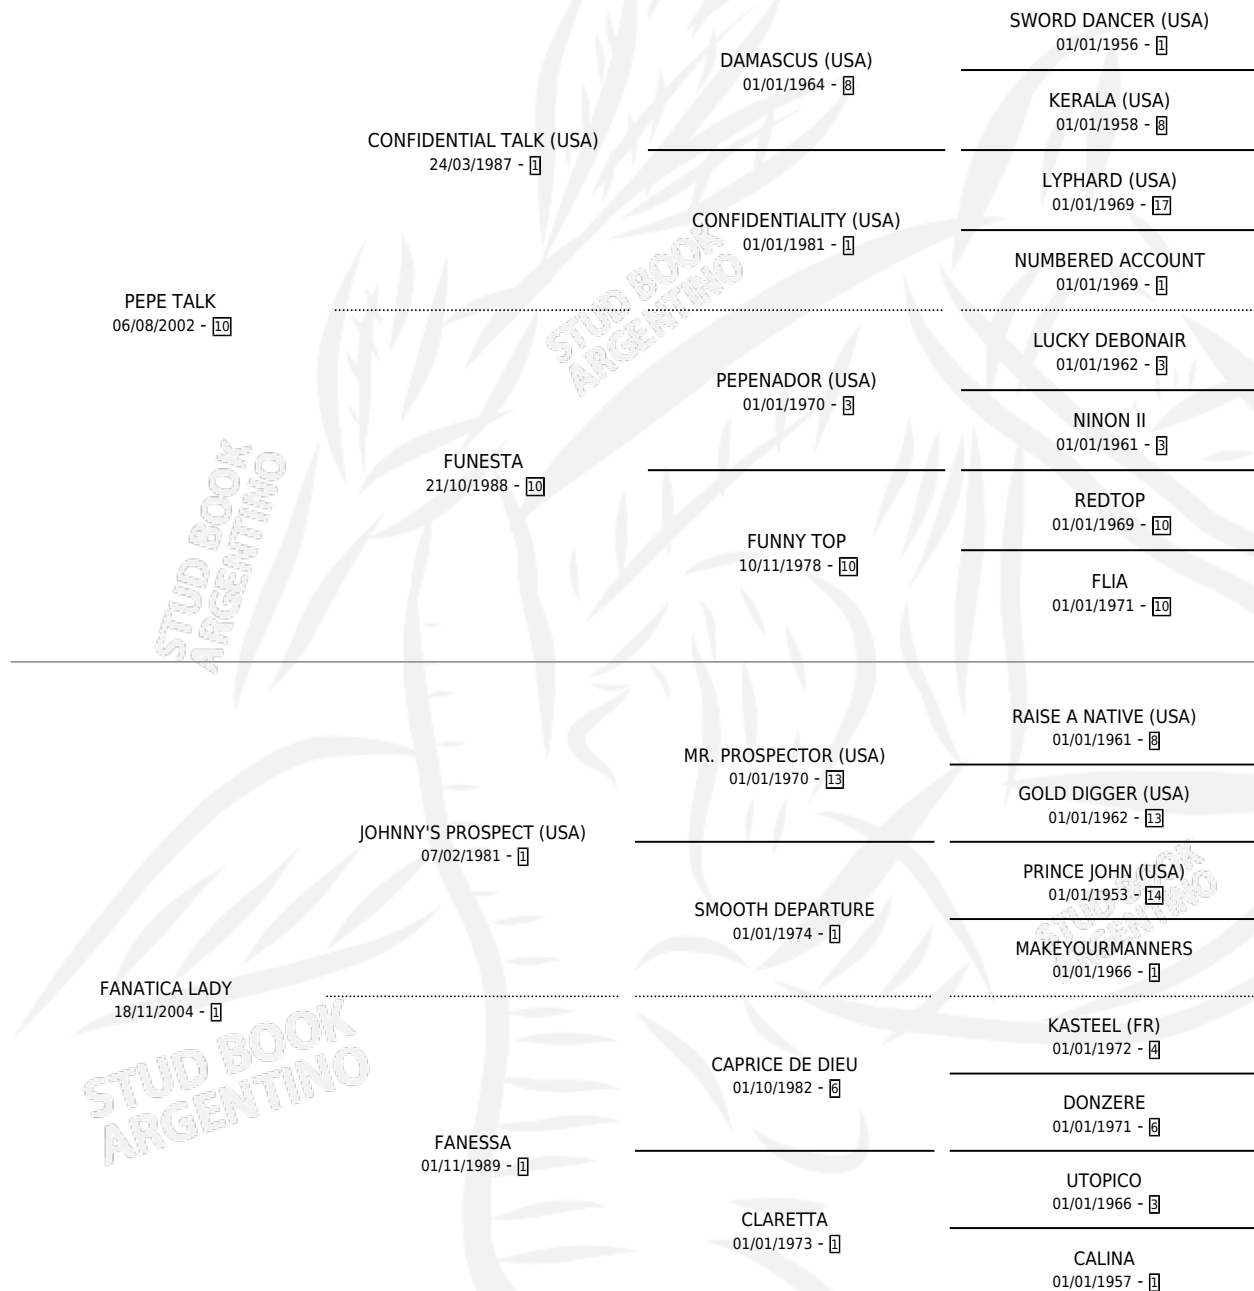 SWORD DANCER (USA)
01/01/1956 - 1
DAMASCUS (USA)
01/01/1964 - 8
KERALA (USA)
01/01/1958 - 8
CONFIDENTIAL TALK (USA)
24/03/1987 - 1
LYPHARD (USA)
01/01/1969 - 17
CONFIDENTIALITY (USA)
01/01/1981 - 1
NUMBERED ACCOUNT
01/01/1969 - 1
PEPE TALK
06/08/2002 - 10
LUCKY DEBONAIR
01/01/1962 - 3
PEPENADOR (USA)
01/01/1970 - 3
NINON II
01/01/1961 - 3
FUNESTA
21/10/1988 - 10
REDTOP
01/01/1969 - 10
FUNNY TOP
10/11/1978 - 10
FLIA
01/01/1971 - 10
RAISE A NATIVE (USA)
01/01/1961 - 8
MR. PROSPECTOR (USA)
01/01/1970 - 13
GOLD DIGGER (USA)
01/01/1962 - 13
JOHNNY'S PROSPECT (USA)
07/02/1981 - 1
PRINCE JOHN (USA)
01/01/1953 - 14
SMOOTH DEPARTURE
01/01/1974 - 1
MAKEYOURMANNERS
01/01/1966 - 1
FANATICA LADY
18/11/2004 - 1
KASTEEL (FR)
01/01/1972 - 4
CAPRICE DE DIEU
01/10/1982 - 6
DONZERE
01/01/1971 - 6
FANESSA
01/11/1989 - 1
UTOPICO
01/01/1966 - 3
CLARETTA
01/01/1973 - 1
CALINA
01/01/1957 - 1
STUD BOOK
ARGENTINO
STUD BOOK
ARGENTINO
STUD BOOK
ARGENTINO
STUD BOOK
ARGENTINO